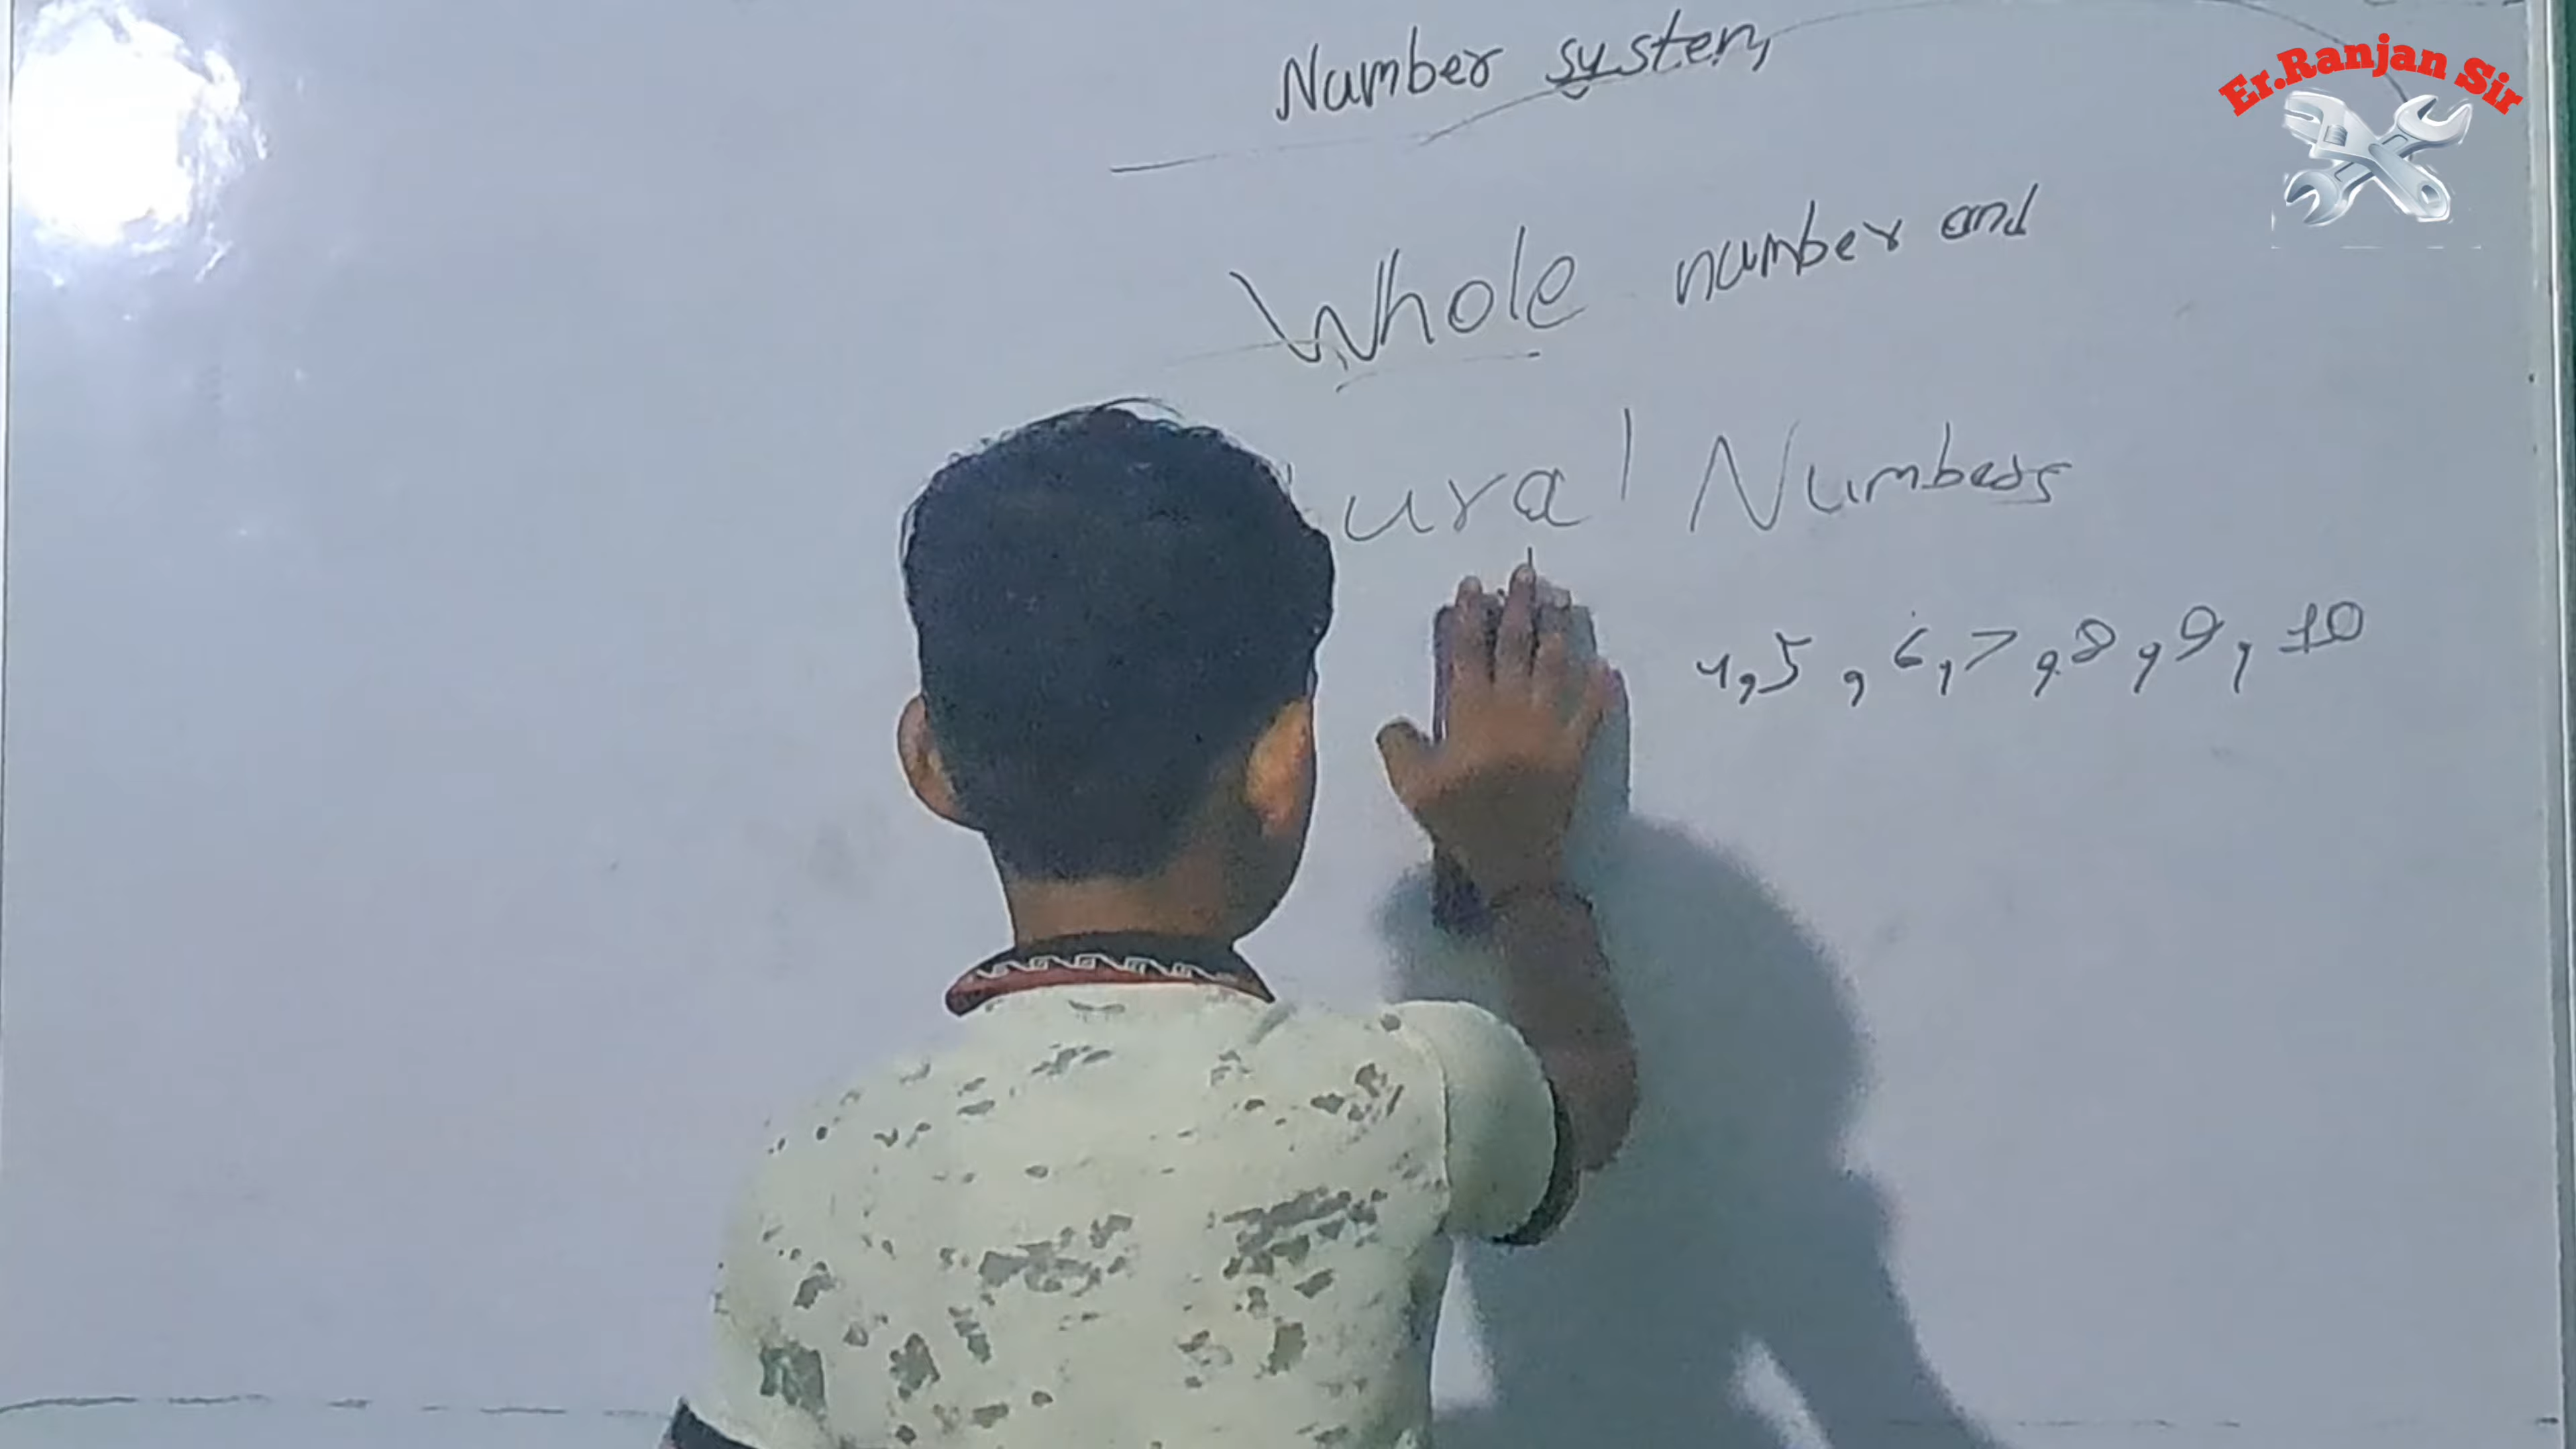 Number system
Er.Ranjan Sir
Whole number and
ural Numbers
4,5,6,7,8,9,10